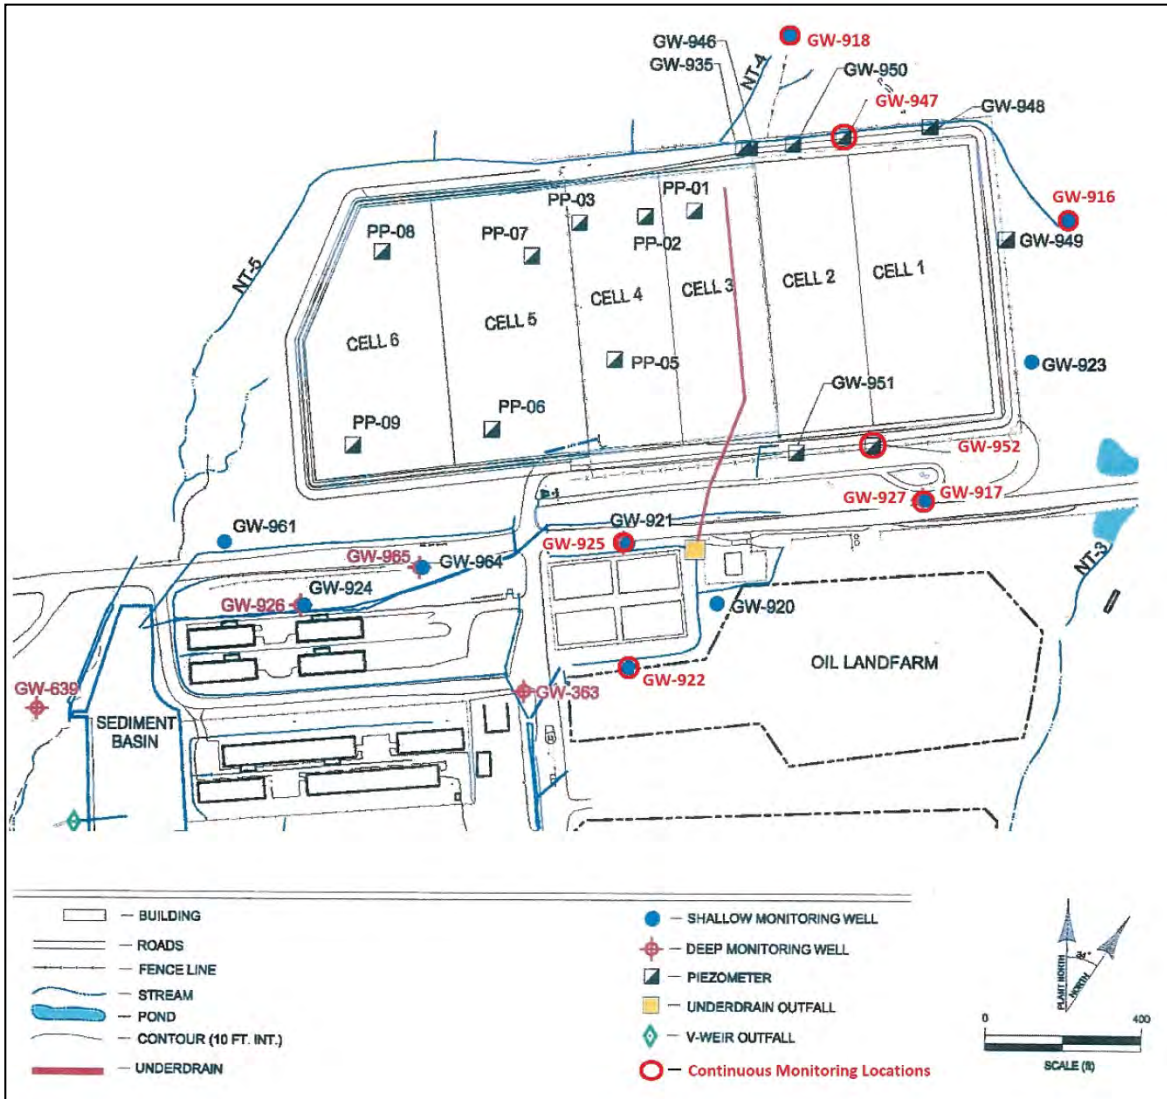 GW-946
GW-918
GW-935
NT-4
GW-950
GW-947
GW-948
GW-916
PP-03
PP-01
GW-949
PP-08
PP-07
PP-02
NT-5
CELL 1
CELL 2
CELL 3
CELL 4
CELL 5
CELL 6
GW-923
PP-05
GW-951
PP-09
PP-06
GW-952
GW-927
GW-917
GW-961
GW-921
GW-925
GW-965
GW-964
NT-3
GW-924
GW-926
GW-920
OIL LANDFARM
GW-922
GW-639
GW-363
SEDIMENT
BASIN
— BUILDING
— ROADS
— FENCE LINE
— STREAM
— POND
— CONTOUR (10 FT. INT.)
— UNDERDRAIN
— SHALLOW MONITORING WELL
— DEEP MONITORING WELL
— PIEZOMETER
— UNDERDRAIN OUTFALL
— V-WEIR OUTFALL
— Continuous Monitoring Locations
PLANT NORTH
34°
NORTH
0 400
SCALE (ft)